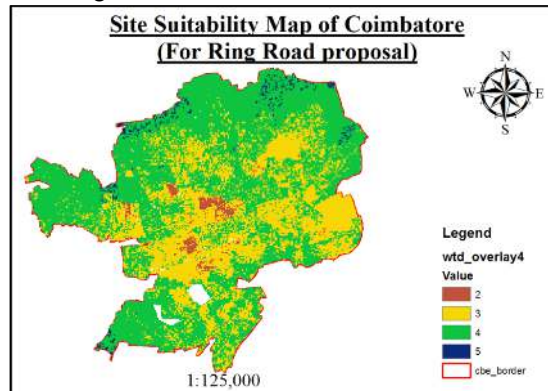 Site Suitability Map of Coimbatore
(For Ring Road proposal)
N
W E
S
Legend
wtd_overlay4
Value
2
3
4
5
cbe_border
1:125,000